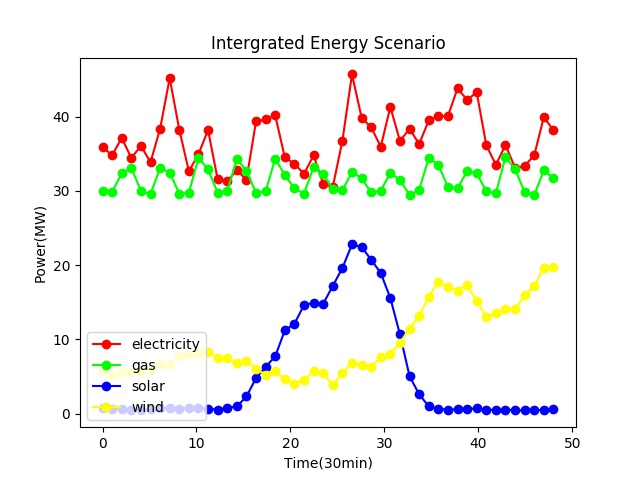 Intergrated Energy Scenario
Power(MW)
40
30
20
10
0
electricity
gas
solar
wind
0 10 20 30 40 50
Time(30min)